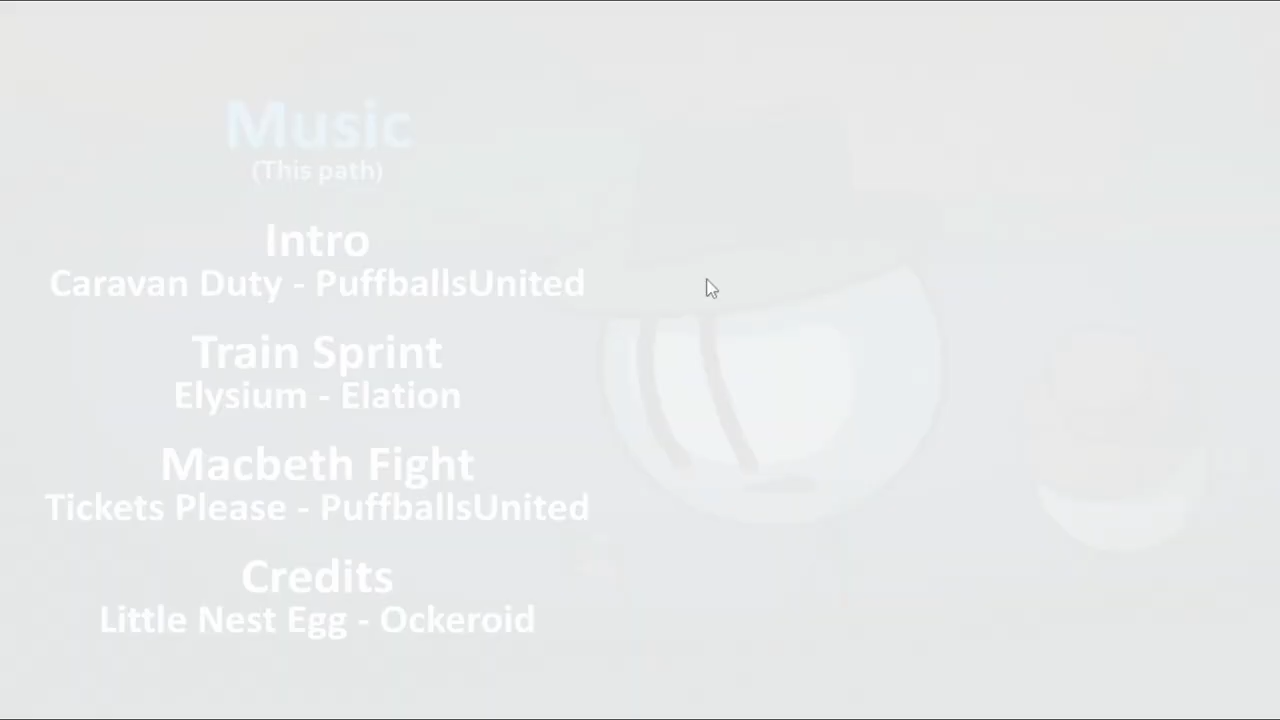 Music
(This path)
Intro
Caravan Duty - PuffballsUnited
Train Sprint
Elysium - Elation
Macbeth Fight
Tickets Please - PuffballsUnited
Credits
Little Nest Egg - Ockeroid